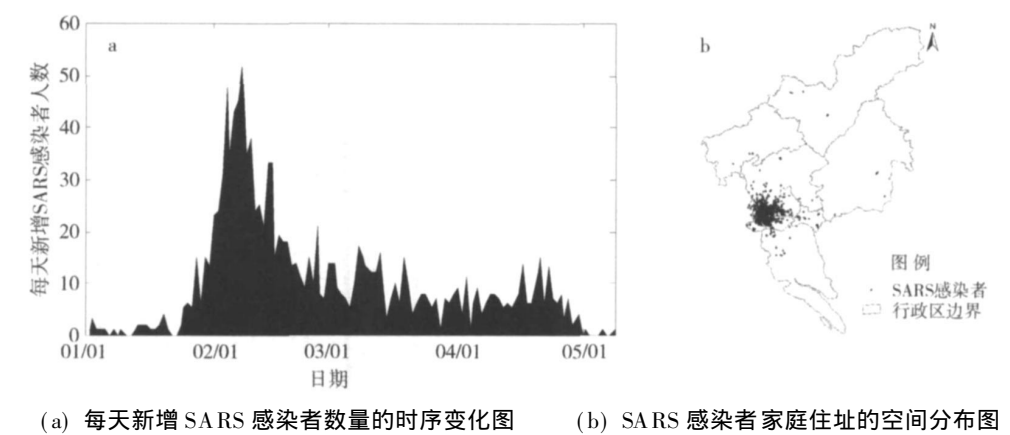 60
50
40
30
20
10
0
每天新增SARS感染者人数
a
01/01 02/01 03/01 04/01 05/01
日期
b
N
图例
SARS感染者
行政区边界
(a) 每天新增 SARS 感染者数量的时序变化图
(b) SARS 感染者家庭住址的空间分布图